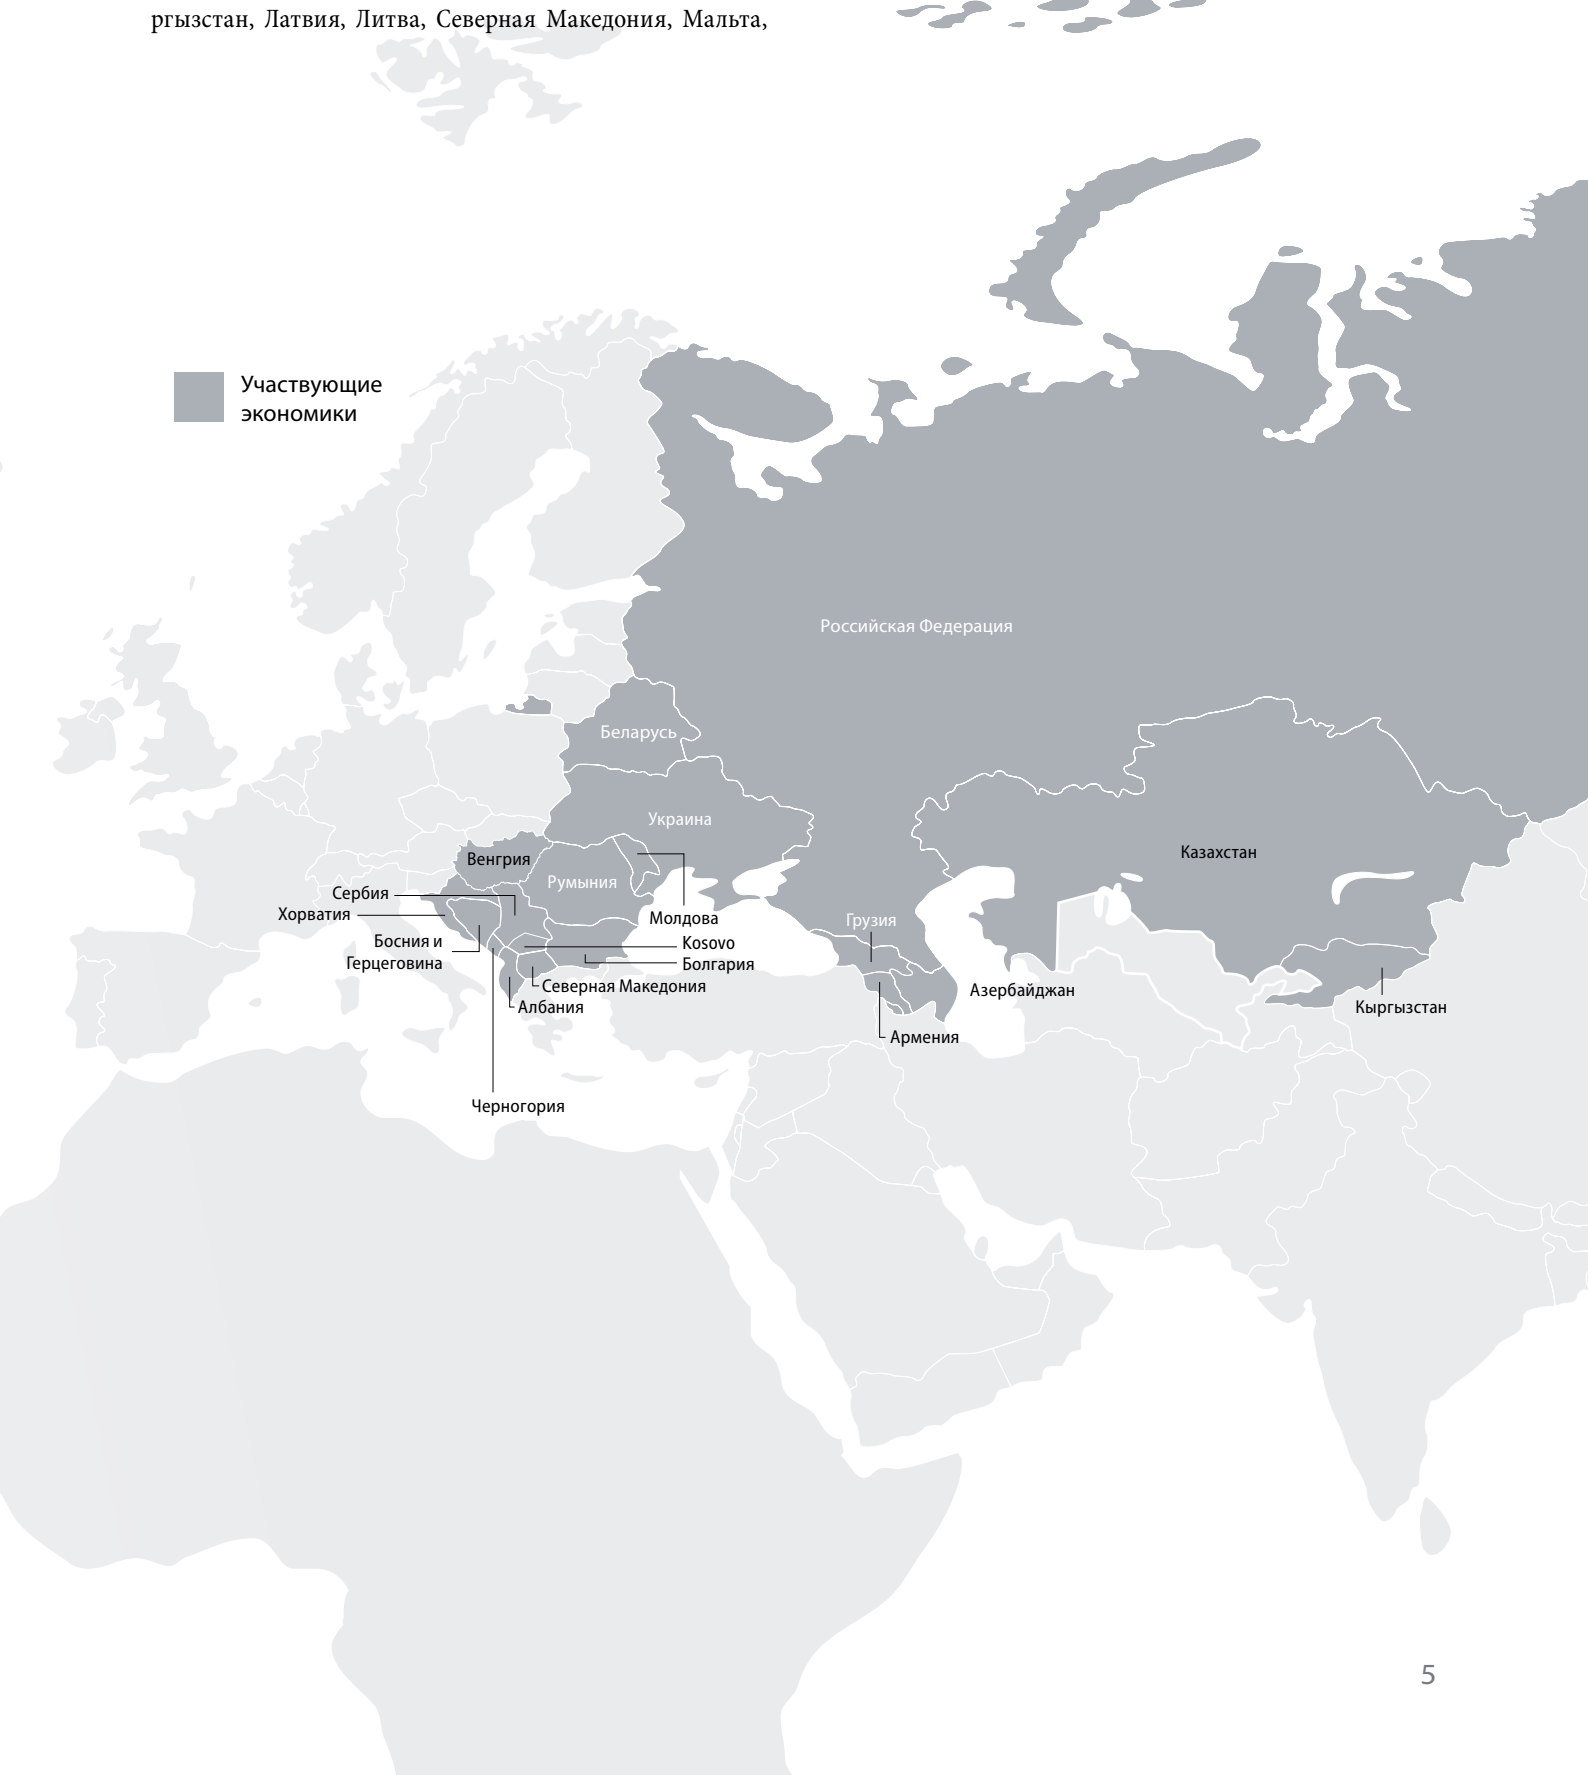 ргызстан, Латвия, Литва, Северная Македония, Мальта,
Участвующие
экономики
Российская Федерация
Беларусь
Украина
Казахстан
Венгрия
Румыния
Сербия
Хорватия
Молдова
Грузия
Босния и
Герцеговина
Kosovo
Болгария
Северная Македония
Азербайджан
Албания
Кыргызстан
Армения
Черногория
5